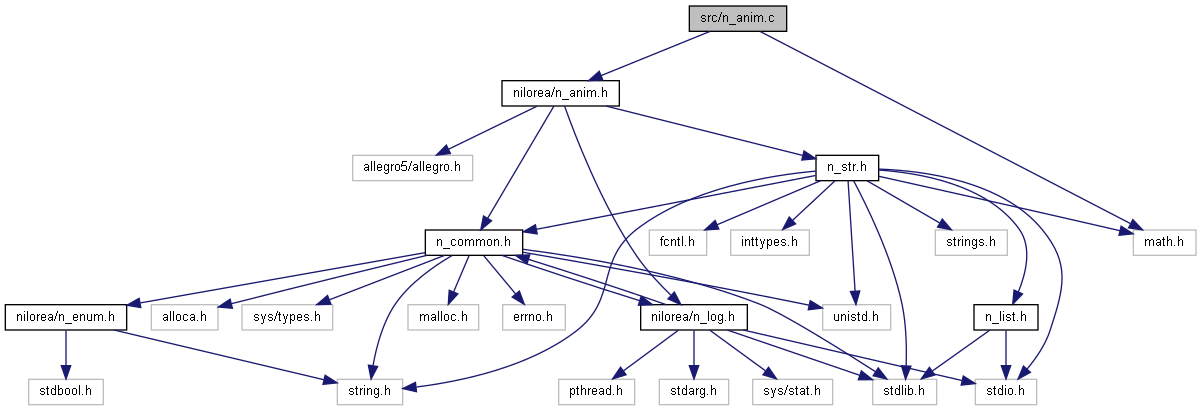 src/n_anim.c
nilorea/n_anim.h
allegro5/allegro.h
n_str.h
n_common.h
fcntl.h
inttypes.h
strings.h
math.h
nilorea/n_enum.h
alloca.h
sys/types.h
malloc.h
errno.h
nilorea/n_log.h
unistd.h
n_list.h
stdbool.h
string.h
pthread.h
stdarg.h
sys/stat.h
stdlib.h
stdio.h